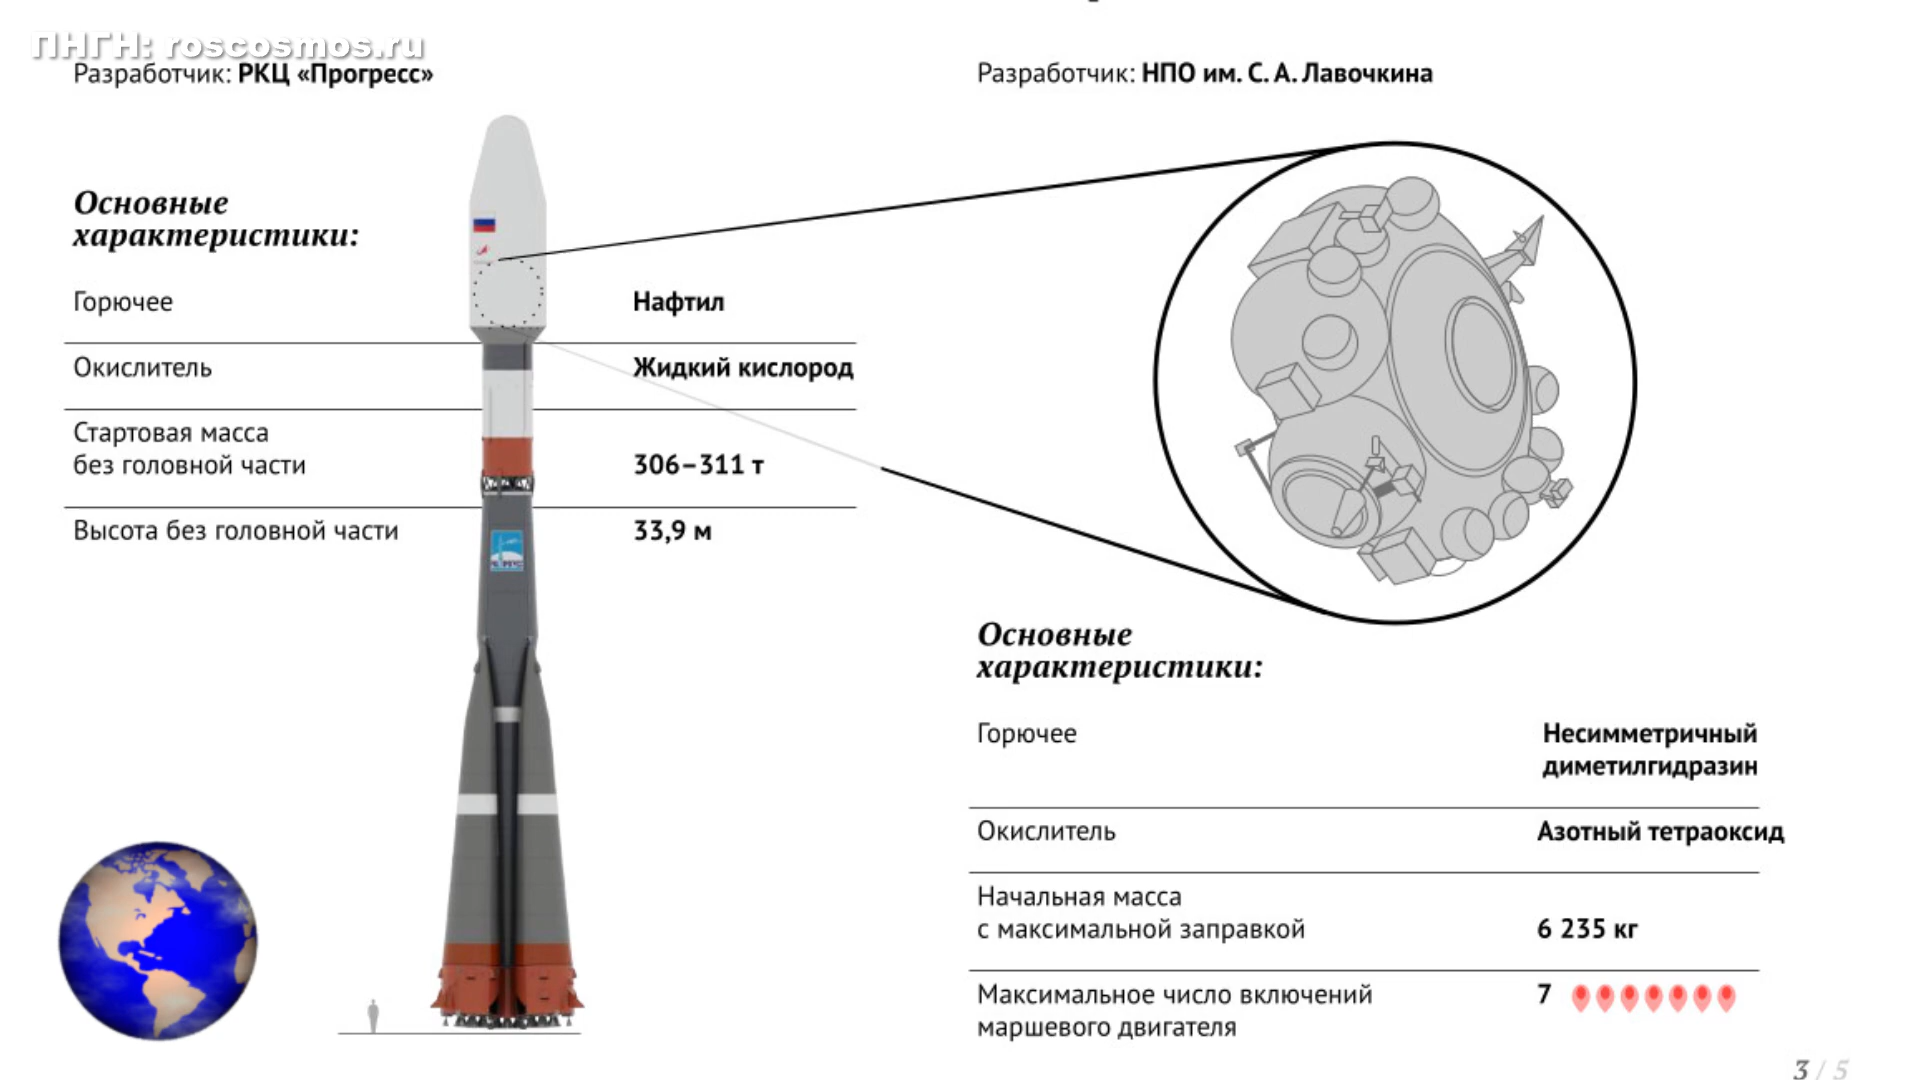 ПНГН: roscosmos.ru
Разработчик: РКЦ «Прогресс»
Основные
характеристики:
Горючее Нафтил
Окислитель Жидкий кислород
Стартовая масса
без головной части 306–311 т
Высота без головной части 33,9 м
Разработчик: НПО им. С. А. Лавочкина
Основные
характеристики:
Горючее Несимметричный
диметилгидразин
Окислитель Азотный тетраоксид
Начальная масса
с максимальной заправкой 6 235 кг
Максимальное число включений 7
маршевого двигателя
3 / 5